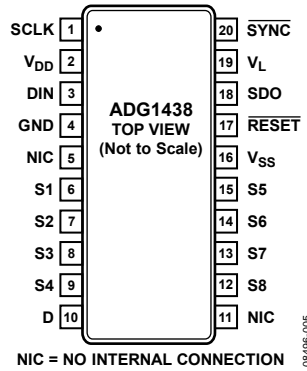 SCLK 1
V_DD 2
DIN 3
GND 4
NIC 5
S1 6
S2 7
S3 8
S4 9
D 10
ADG1438
TOP VIEW
(Not to Scale)
20 SYNC
19 V_L
18 SDO
17 RESET
16 V_SS
15 S5
14 S6
13 S7
12 S8
11 NIC
NIC = NO INTERNAL CONNECTION
08496-005